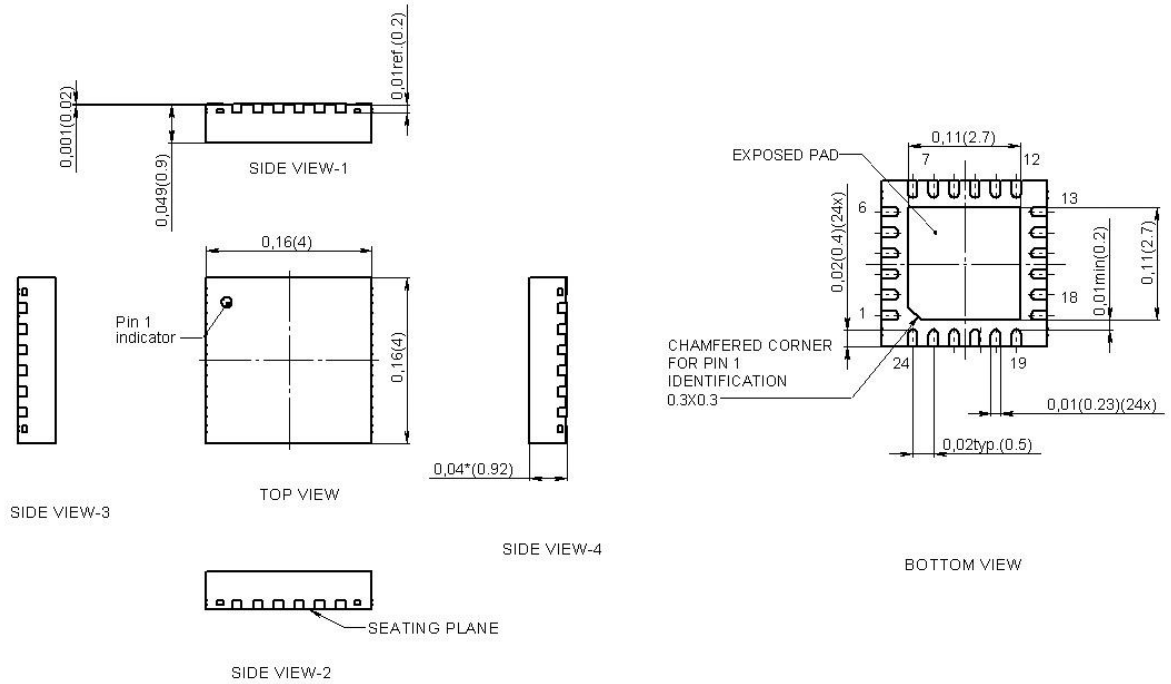 0,001(0.02)
0,049(0.9)
0,01ref.(0.2)
SIDE VIEW-1
0,16(4)
Pin 1
indicator
0,16(4)
TOP VIEW
SIDE VIEW-3
0,04*(0.92)
SIDE VIEW-4
SEATING PLANE
SIDE VIEW-2
0,11(2.7)
EXPOSED PAD
7
12
6
13
0,02(0.4)(24x)
0,01min(0.2)
0,11(2.7)
1
18
CHAMFERED CORNER
FOR PIN 1
IDENTIFICATION
0.3X0.3
24
19
0,01(0.23)(24x)
0,02typ.(0.5)
BOTTOM VIEW